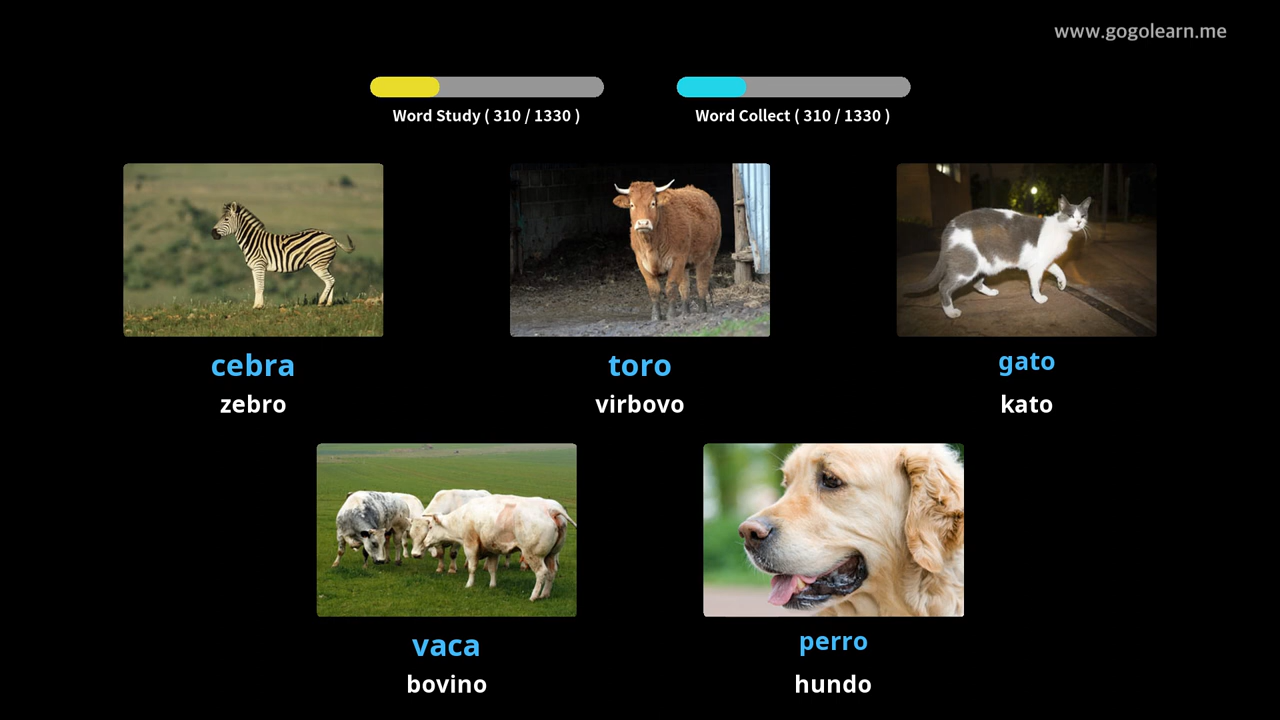 www.gogolearn.me
Word Study ( 310 / 1330 )
Word Collect ( 310 / 1330 )
cebra
zebro
toro
virbovo
gato
kato
vaca
bovino
perro
hundo